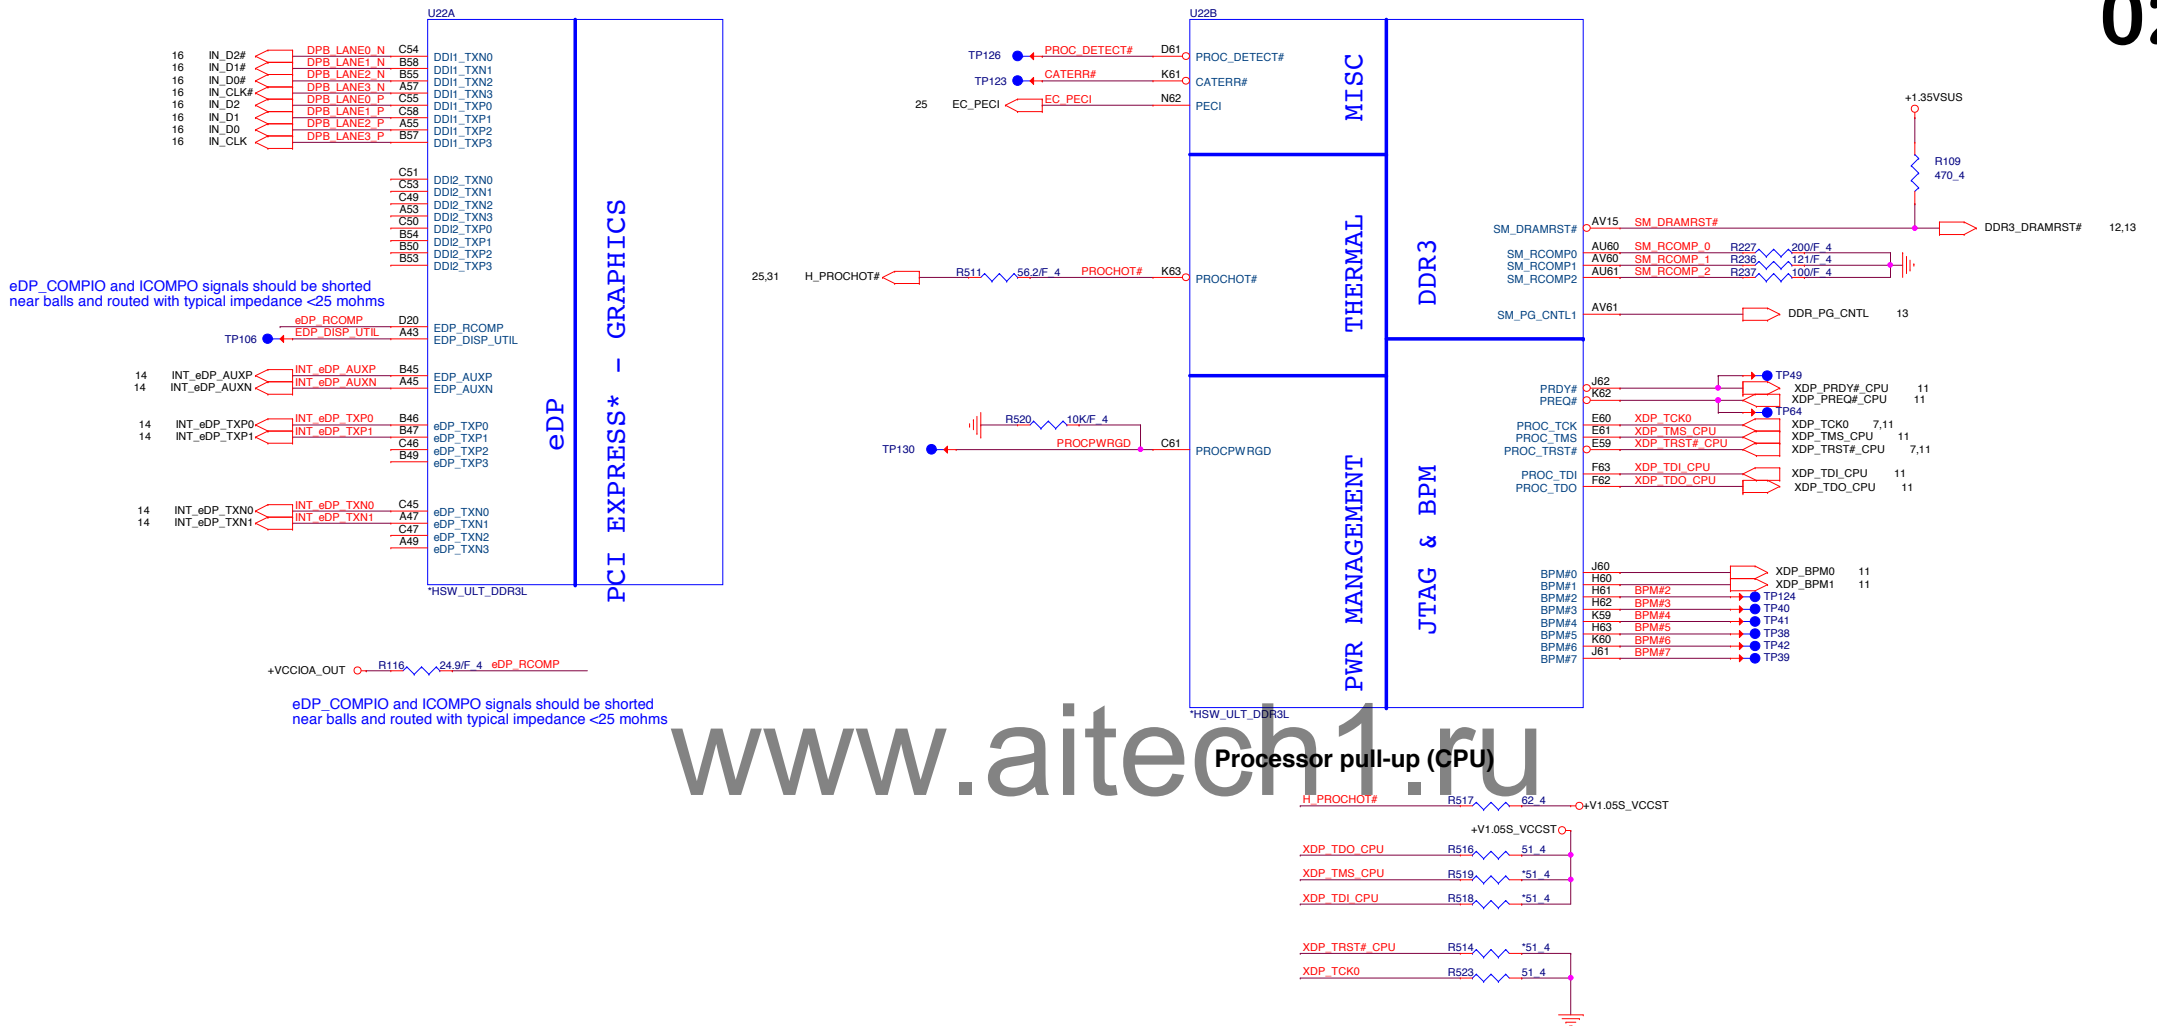 02
U22A
16 IN_D2# DPB_LANE0_N C54 DDI1_TXN0
16 IN_D1# DPB_LANE1_N B58 DDI1_TXN1
16 IN_D0# DPB_LANE2_N B55 DDI1_TXN2
16 IN_CLK# DPB_LANE3_N A57 DDI1_TXN3
16 IN_D2 DPB_LANE0_P C55 DDI1_TXP0
16 IN_D1 DPB_LANE1_P C58 DDI1_TXP1
16 IN_D0 DPB_LANE2_P A55 DDI1_TXP2
16 IN_CLK DPB_LANE3_P B57 DDI1_TXP3
C51 DDI2_TXN0
C53 DDI2_TXN1
C49 DDI2_TXN2
A53 DDI2_TXN3
C50 DDI2_TXP0
B54 DDI2_TXP1
B50 DDI2_TXP2
B53 DDI2_TXP3
eDP_COMPIO and ICOMPO signals should be shorted
near balls and routed with typical impedance <25 mohms
eDP_RCOMP D20 EDP_RCOMP
TP106 EDP_DISP_UTIL A43 EDP_DISP_UTIL
14 INT_eDP_AUXP INT_eDP_AUXP B45 EDP_AUXP
14 INT_eDP_AUXN INT_eDP_AUXN A45 EDP_AUXN
14 INT_eDP_TXP0 INT_eDP_TXP0 B46 eDP_TXP0
14 INT_eDP_TXP1 INT_eDP_TXP1 B47 eDP_TXP1
C46 eDP_TXP2
B49 eDP_TXP3
14 INT_eDP_TXN0 INT_eDP_TXN0 C45 eDP_TXN0
14 INT_eDP_TXN1 INT_eDP_TXN1 A47 eDP_TXN1
C47 eDP_TXN2
A49 eDP_TXN3
eDP
PCI EXPRESS* - GRAPHICS
*HSW_ULT_DDR3L
+VCCIOA_OUT R116 24.9/F_4 eDP_RCOMP
eDP_COMPIO and ICOMPO signals should be shorted
near balls and routed with typical impedance <25 mohms
U22B
TP126 PROC_DETECT# D61 PROC_DETECT#
TP123 CATERR# K61 CATERR#
25 EC_PECI EC_PECI N62 PECI
MISC
25,31 H_PROCHOT# R511 56.2/F_4 PROCHOT# K63 PROCHOT#
THERMAL
R520 10K/F_4
TP130 PROCPWRGD C61 PROCPWRGD
PWR MANAGEMENT
DDR3
+1.35VSUS
R109
470_4
SM_DRAMRST# AV15 SM_DRAMRST# DDR3_DRAMRST# 12,13
SM_RCOMP0 AU60 SM_RCOMP_0 R227 200/F_4
SM_RCOMP1 AV60 SM_RCOMP_1 R236 121/F_4
SM_RCOMP2 AU61 SM_RCOMP_2 R237 100/F_4
SM_PG_CNTL1 AV61 DDR_PG_CNTL 13
JTAG & BPM
TP49
PRDY# J62 XDP_PRDY#_CPU 11
PREQ# K62 XDP_PREQ#_CPU 11
TP64
PROC_TCK E60 XDP_TCK0 XDP_TCK0 7,11
PROC_TMS E61 XDP_TMS_CPU XDP_TMS_CPU 11
PROC_TRST# E59 XDP_TRST#_CPU XDP_TRST#_CPU 7,11
PROC_TDI F63 XDP_TDI_CPU XDP_TDI_CPU 11
PROC_TDO F62 XDP_TDO_CPU XDP_TDO_CPU 11
BPM#0 J60 XDP_BPM0 11
BPM#1 H60 XDP_BPM1 11
BPM#2 H61 BPM#2 TP124
BPM#3 H62 BPM#3 TP40
BPM#4 K59 BPM#4 TP41
BPM#5 H63 BPM#5 TP38
BPM#6 K60 BPM#6 TP42
BPM#7 J61 BPM#7 TP39
*HSW_ULT_DDR3L
www.aitech1.ru
Processor pull-up (CPU)
H_PROCHOT# R517 62_4 +V1.05S_VCCST
+V1.05S_VCCST
XDP_TDO_CPU R516 51_4
XDP_TMS_CPU R519 *51_4
XDP_TDI_CPU R518 *51_4
XDP_TRST#_CPU R514 *51_4
XDP_TCK0 R523 51_4